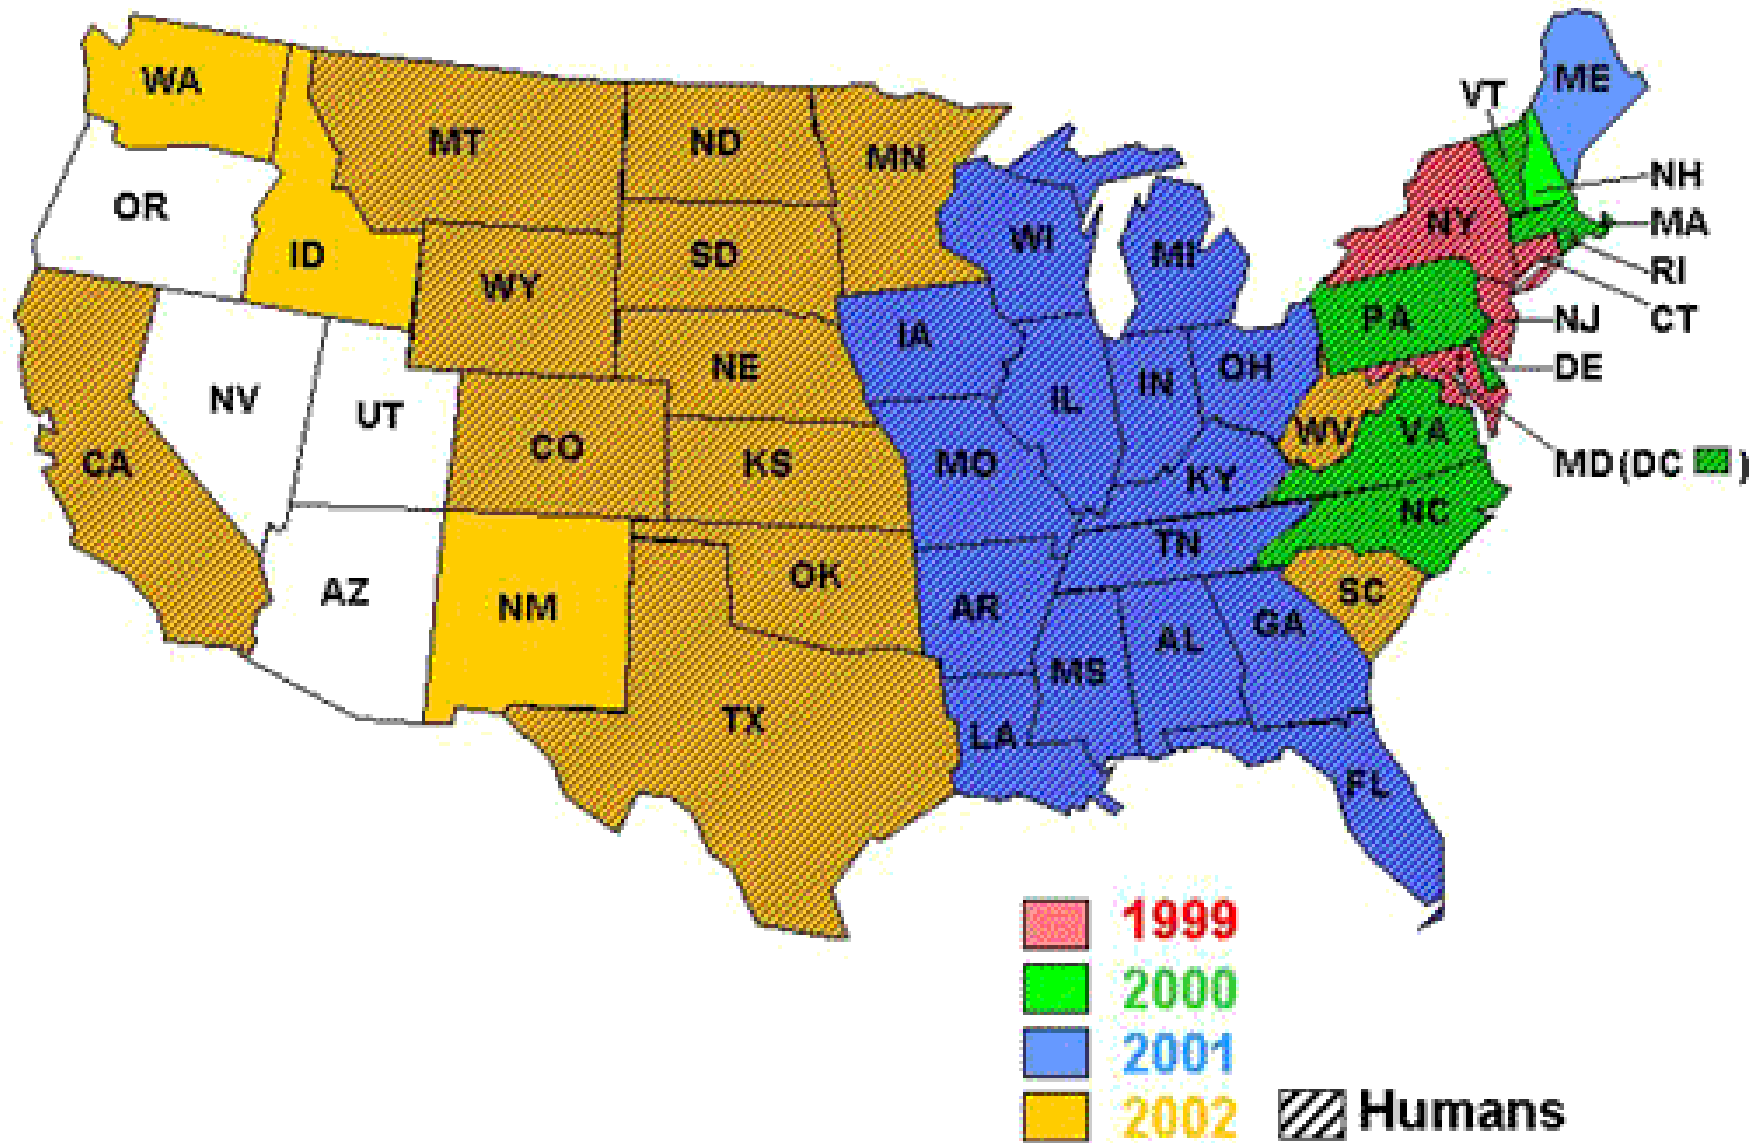 WA
MT
ND
MN
ME
VT
OR
ID
WY
SD
WI
MI
NY
NH
MA
RI
CT
NJ
DE
PA
IA
NE
NV
UT
CO
KS
CA
IL
IN
OH
WV
VA
MD (DC )
MO
KY
NC
TN
AZ
NM
OK
AR
SC
MS
AL
GA
TX
LA
FL
1999
2000
2001
2002
Humans